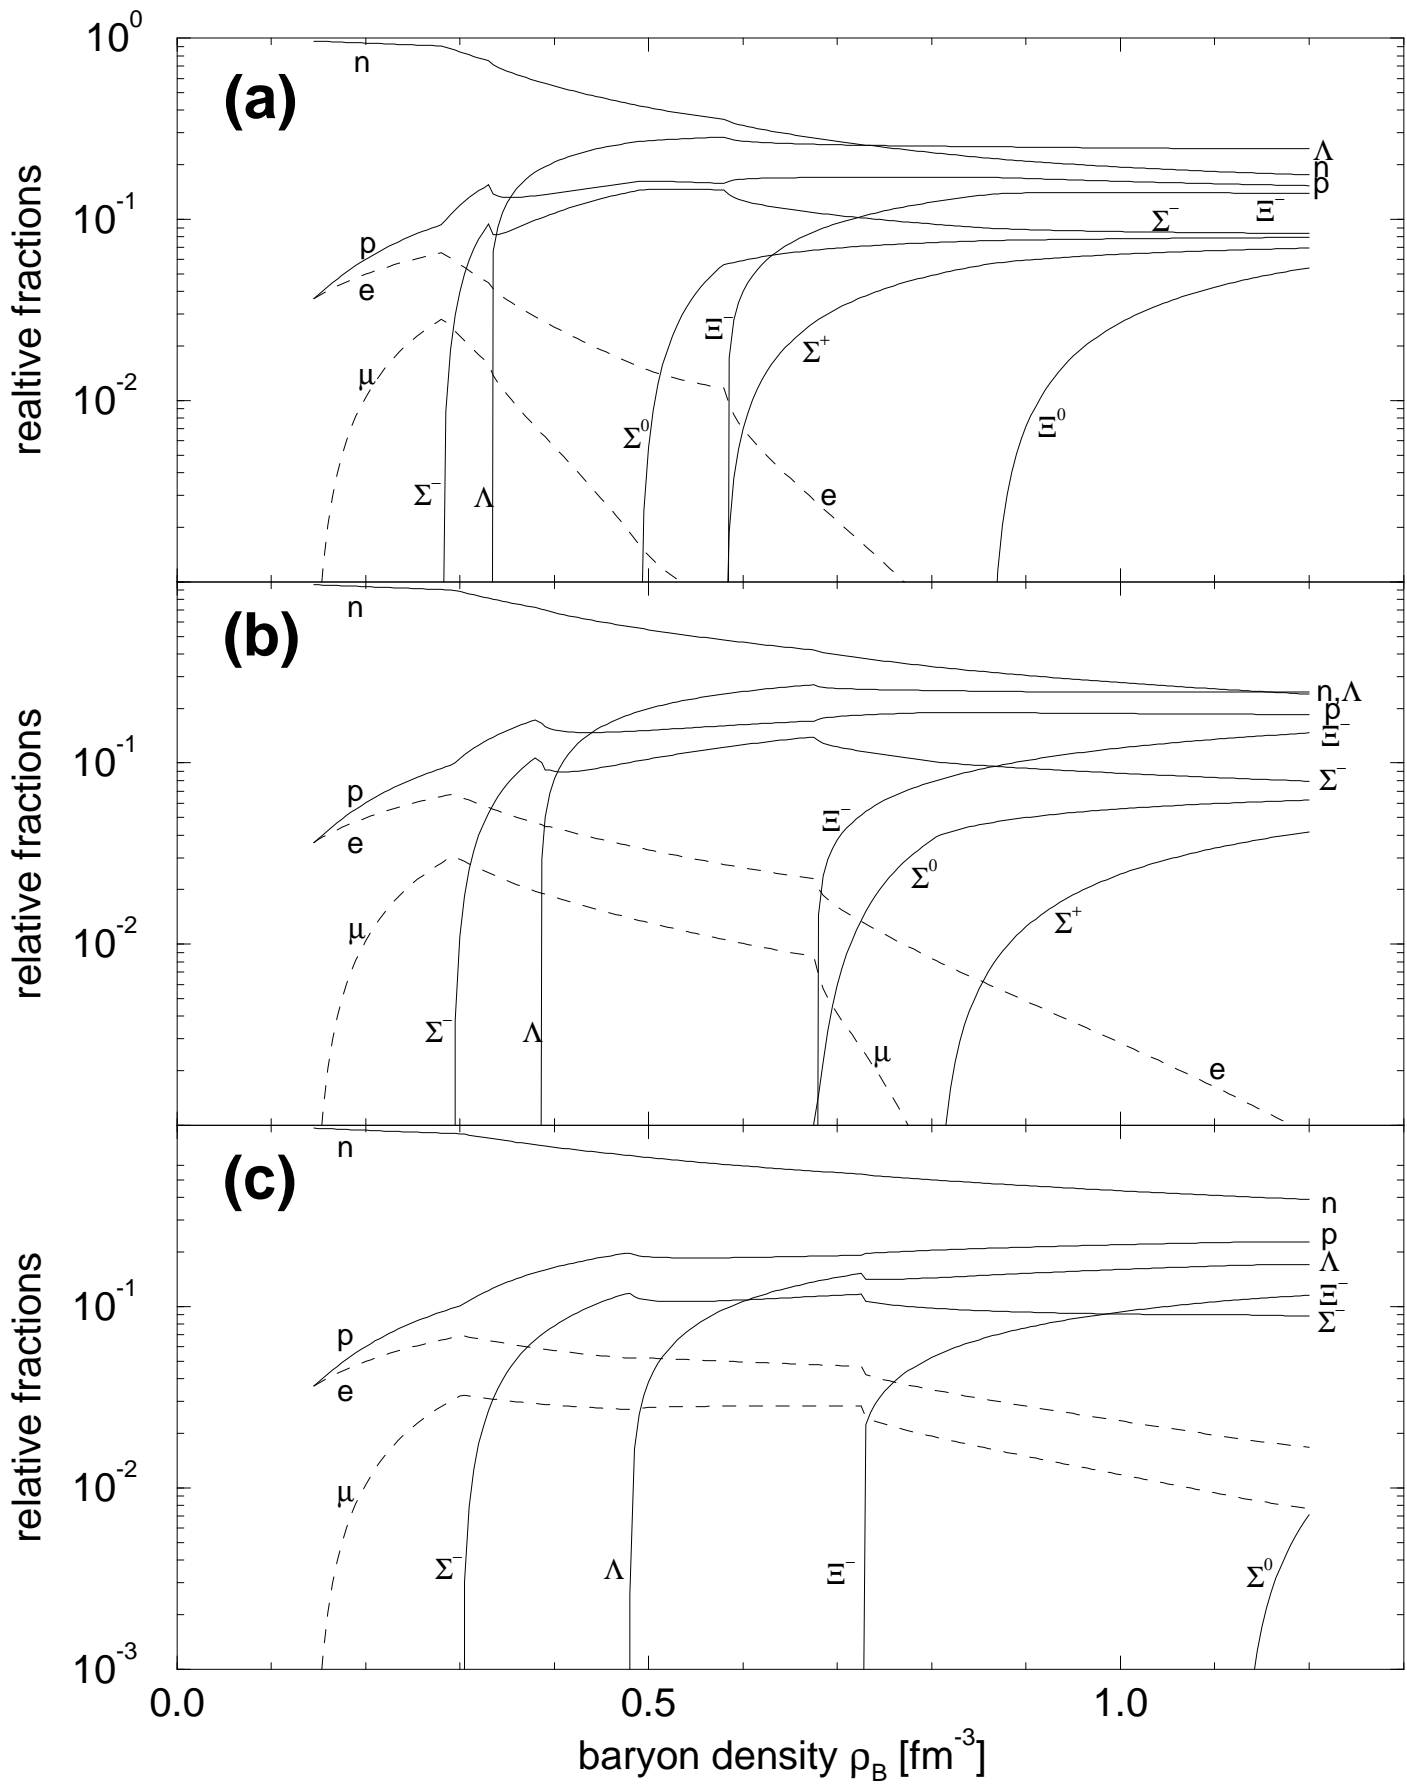 10^0
n
(a)
Λ
n
p
Ξ^-
Σ^-
10^-1
p
e
Ξ^-
Σ^+
μ
10^-2
Σ^0
Ξ^0
Σ^-
Λ
e
realtive fractions
n
(b)
n,Λ
p
Ξ^-
10^-1
Σ^-
p
Ξ^-
e
Σ^0
μ
Σ^+
10^-2
Σ^-
Λ
μ
e
relative fractions
n
(c)
n
p
Λ
10^-1
Ξ^-
Σ^-
p
e
μ
10^-2
Σ^-
Λ
Ξ^-
Σ^0
10^-3
relative fractions
0.0 0.5 1.0
baryon density ρ_B [fm^-3]